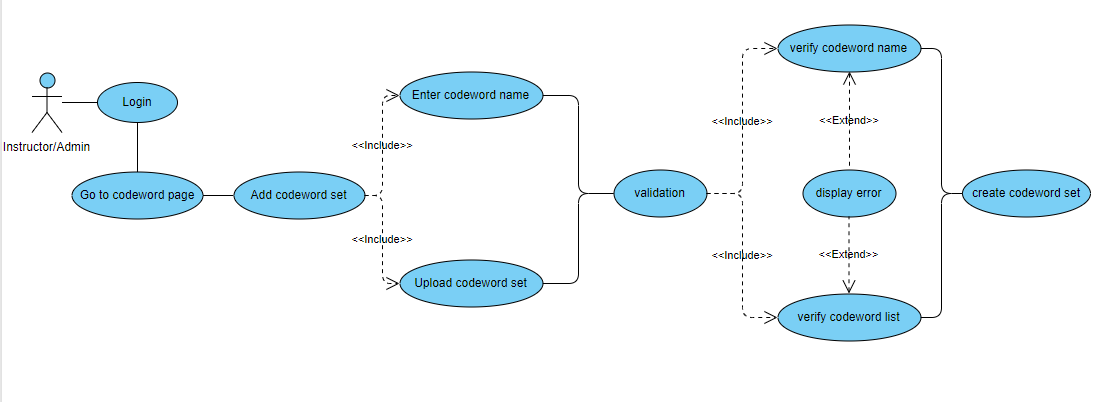 verify codeword name
Login
Enter codeword name
<<Include>>
<<Extend>>
Instructor/Admin
<<Include>>
Go to codeword page
Add codeword set
validation
display error
create codeword set
<<Include>>
<<Include>>
<<Extend>>
Upload codeword set
verify codeword list